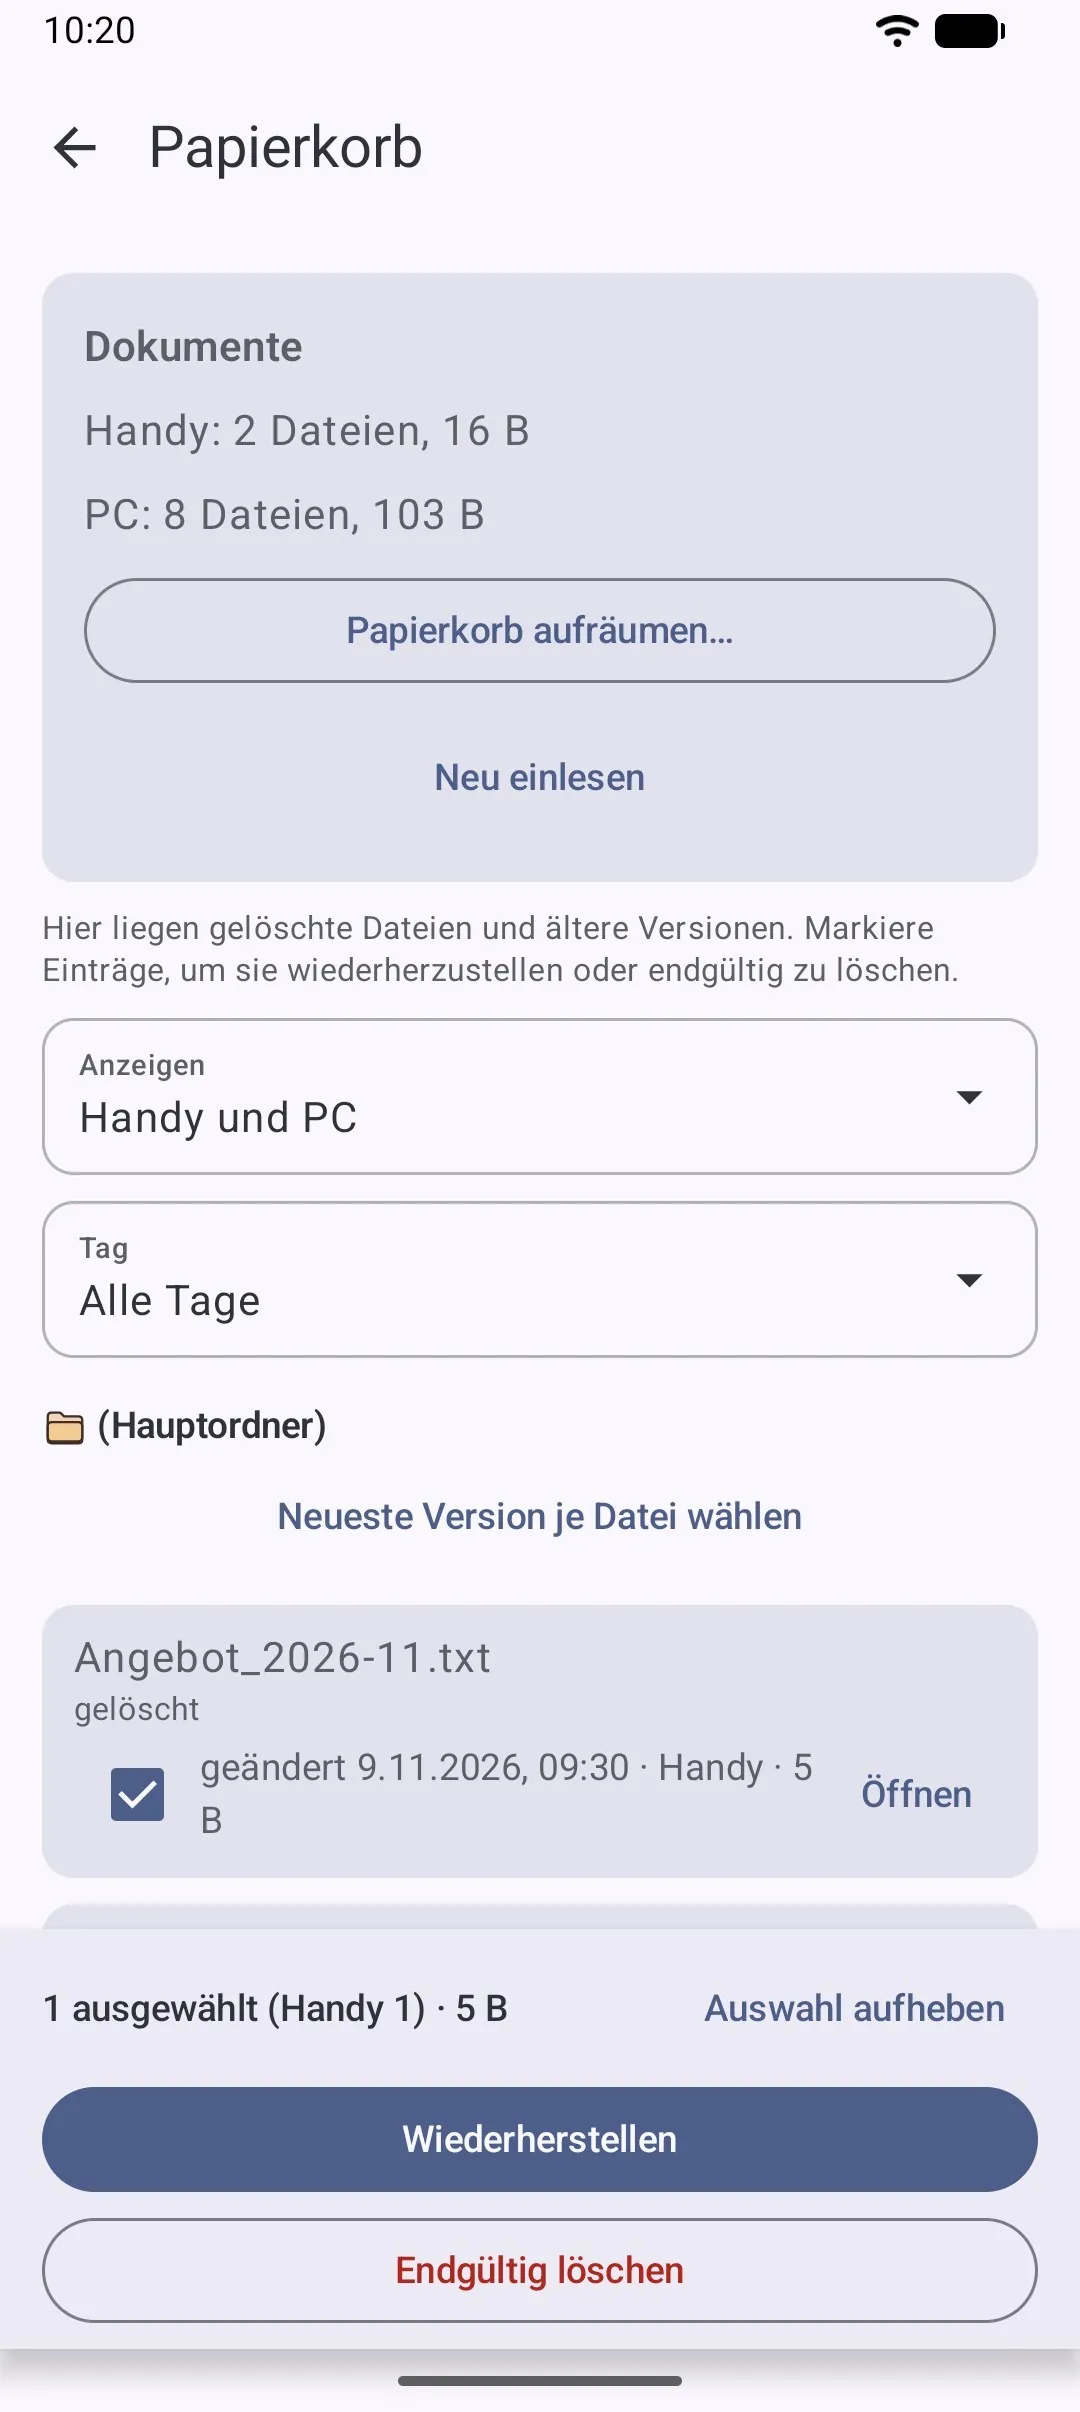 10:20
Papierkorb
Dokumente
Handy: 2 Dateien, 16 B
PC: 8 Dateien, 103 B
Papierkorb aufräumen…
Neu einlesen
Hier liegen gelöschte Dateien und ältere Versionen. Markiere
Einträge, um sie wiederherzustellen oder endgültig zu löschen.
Anzeigen
Handy und PC
Tag
Alle Tage
(Hauptordner)
Neueste Version je Datei wählen
Angebot_2026-11.txt
gelöscht
geändert 9.11.2026, 09:30 · Handy · 5
B
Öffnen
1 ausgewählt (Handy 1) · 5 B
Auswahl aufheben
Wiederherstellen
Endgültig löschen